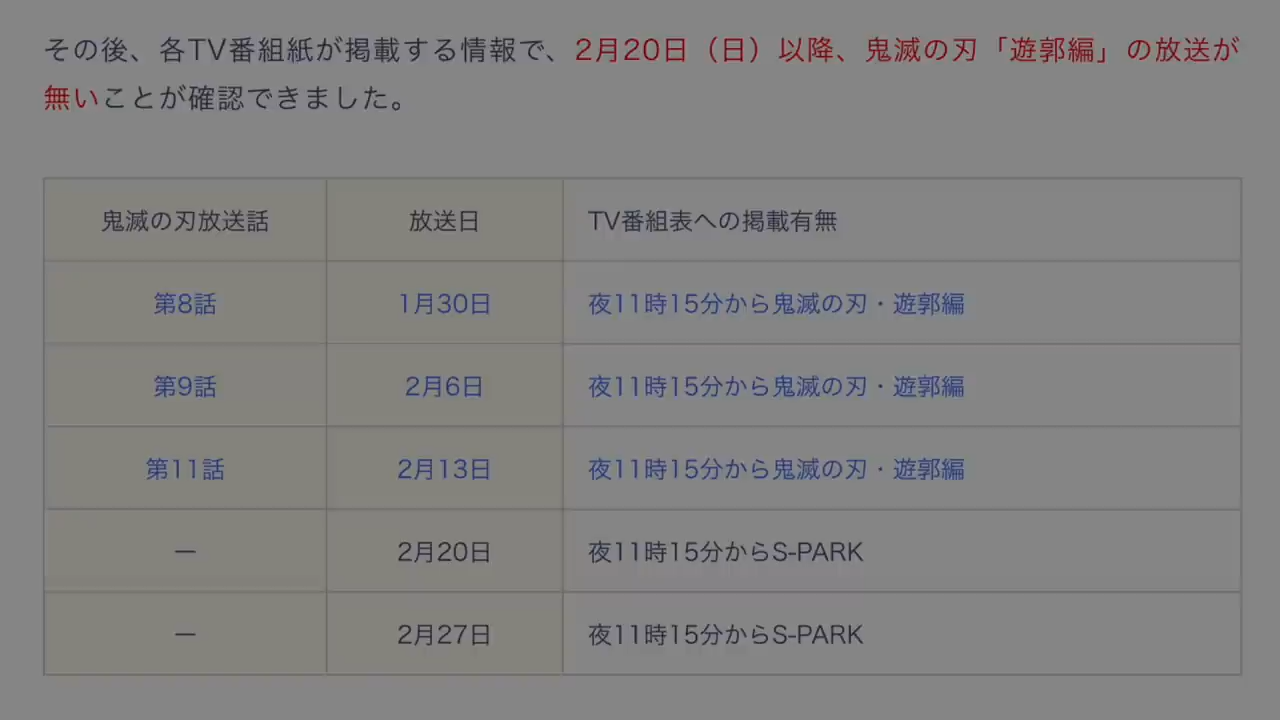 その後、各TV番組紙が掲載する情報で、2月20日（日）以降、鬼滅の刃「遊郭編」の放送が
無いことが確認できました。
鬼滅の刃放送話 放送日 TV番組表への掲載有無
第8話 1月30日 夜11時15分から鬼滅の刃・遊郭編
第9話 2月6日 夜11時15分から鬼滅の刃・遊郭編
第11話 2月13日 夜11時15分から鬼滅の刃・遊郭編
— 2月20日 夜11時15分からS-PARK
— 2月27日 夜11時15分からS-PARK